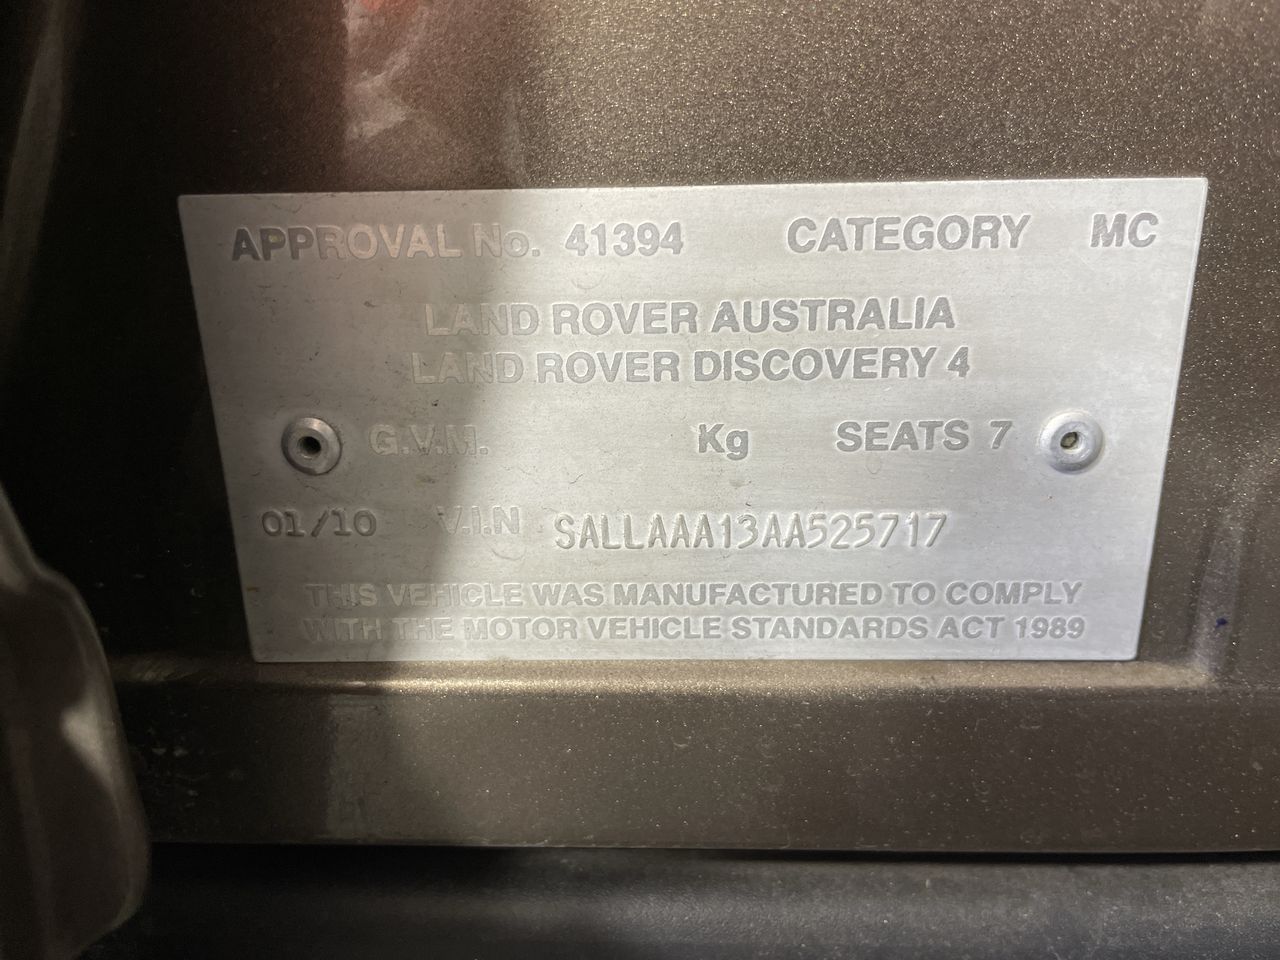 APPROVAL No. 41394 CATEGORY MC
LAND ROVER AUSTRALIA
LAND ROVER DISCOVERY 4
G.V.M. Kg SEATS 7
01/10 V.I.N SALLAAA13AA525717
THIS VEHICLE WAS MANUFACTURED TO COMPLY
WITH THE MOTOR VEHICLE STANDARDS ACT 1989